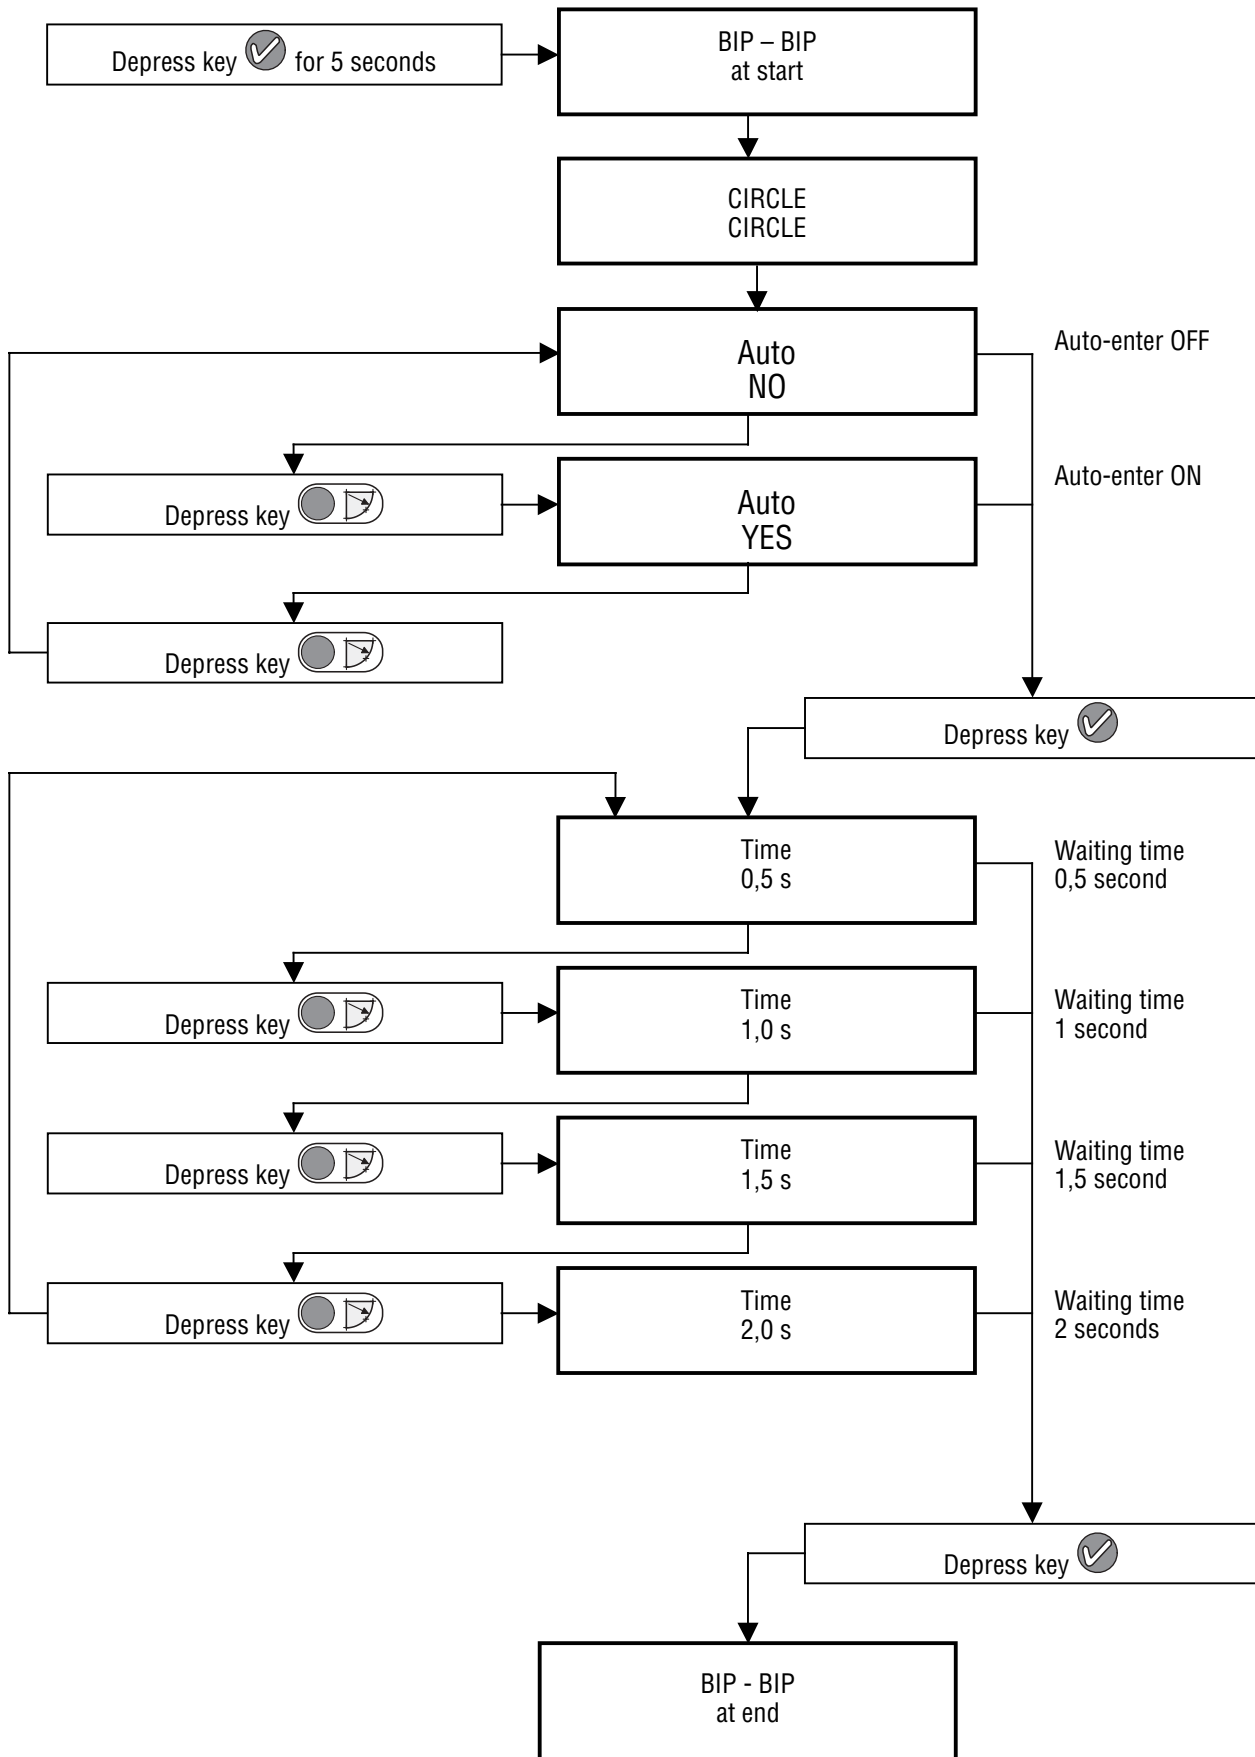 Depress key for 5 seconds
BIP – BIP
at start
CIRCLE
CIRCLE
Auto
NO
Auto-enter OFF
Depress key
Auto
YES
Auto-enter ON
Depress key
Depress key
Time
0,5 s
Waiting time
0,5 second
Depress key
Time
1,0 s
Waiting time
1 second
Depress key
Time
1,5 s
Waiting time
1,5 second
Depress key
Time
2,0 s
Waiting time
2 seconds
Depress key
BIP - BIP
at end